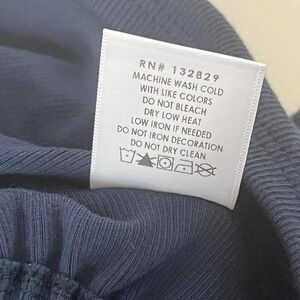 RN# 132829
MACHINE WASH COLD
WITH LIKE COLORS
DO NOT BLEACH
DRY LOW HEAT
LOW IRON IF NEEDED
DO NOT IRON DECORATION
DO NOT DRY CLEAN